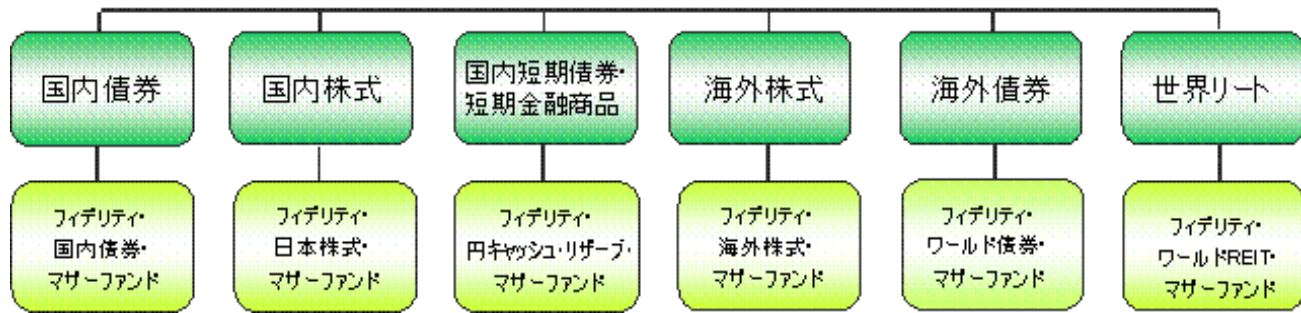 国内債券
国内株式
国内短期債券・
短期金融商品
海外株式
海外債券
世界リート
フィデリティ・
国内債券・
マザーファンド
フィデリティ・
日本株式・
マザーファンド
フィデリティ・
円キャッシュ・リザーブ・
マザーファンド
フィデリティ・
海外株式・
マザーファンド
フィデリティ・
ワールド債券・
マザーファンド
フィデリティ・
ワールドREIT・
マザーファンド